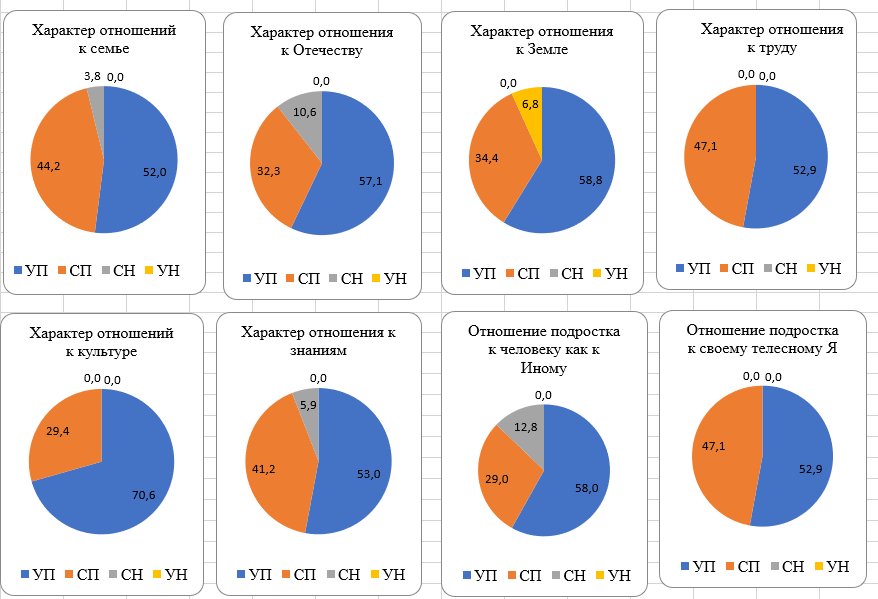 Характер отношений
к семье
3,8 0,0
44,2
52,0
УП СП СН УН
Характер отношения
к Отечеству
0,0
10,6
32,3
57,1
УП СП СН УН
Характер отношения
к Земле
0,0
6,8
34,4
58,8
УП СП СН УН
Характер отношения
к труду
0,0 0,0
47,1
52,9
УП СП СН УН
Характер отношений
к культуре
0,0 0,0
29,4
70,6
УП СП СН УН
Характер отношения к
знаниям
0,0
5,9
41,2
53,0
УП СП СН УН
Отношение подростка
к человеку как к
Иному
0,0
12,8
29,0
58,0
УП СП СН УН
Отношение подростка
к своему телесному Я
0,0 0,0
47,1
52,9
УП СП СН УН